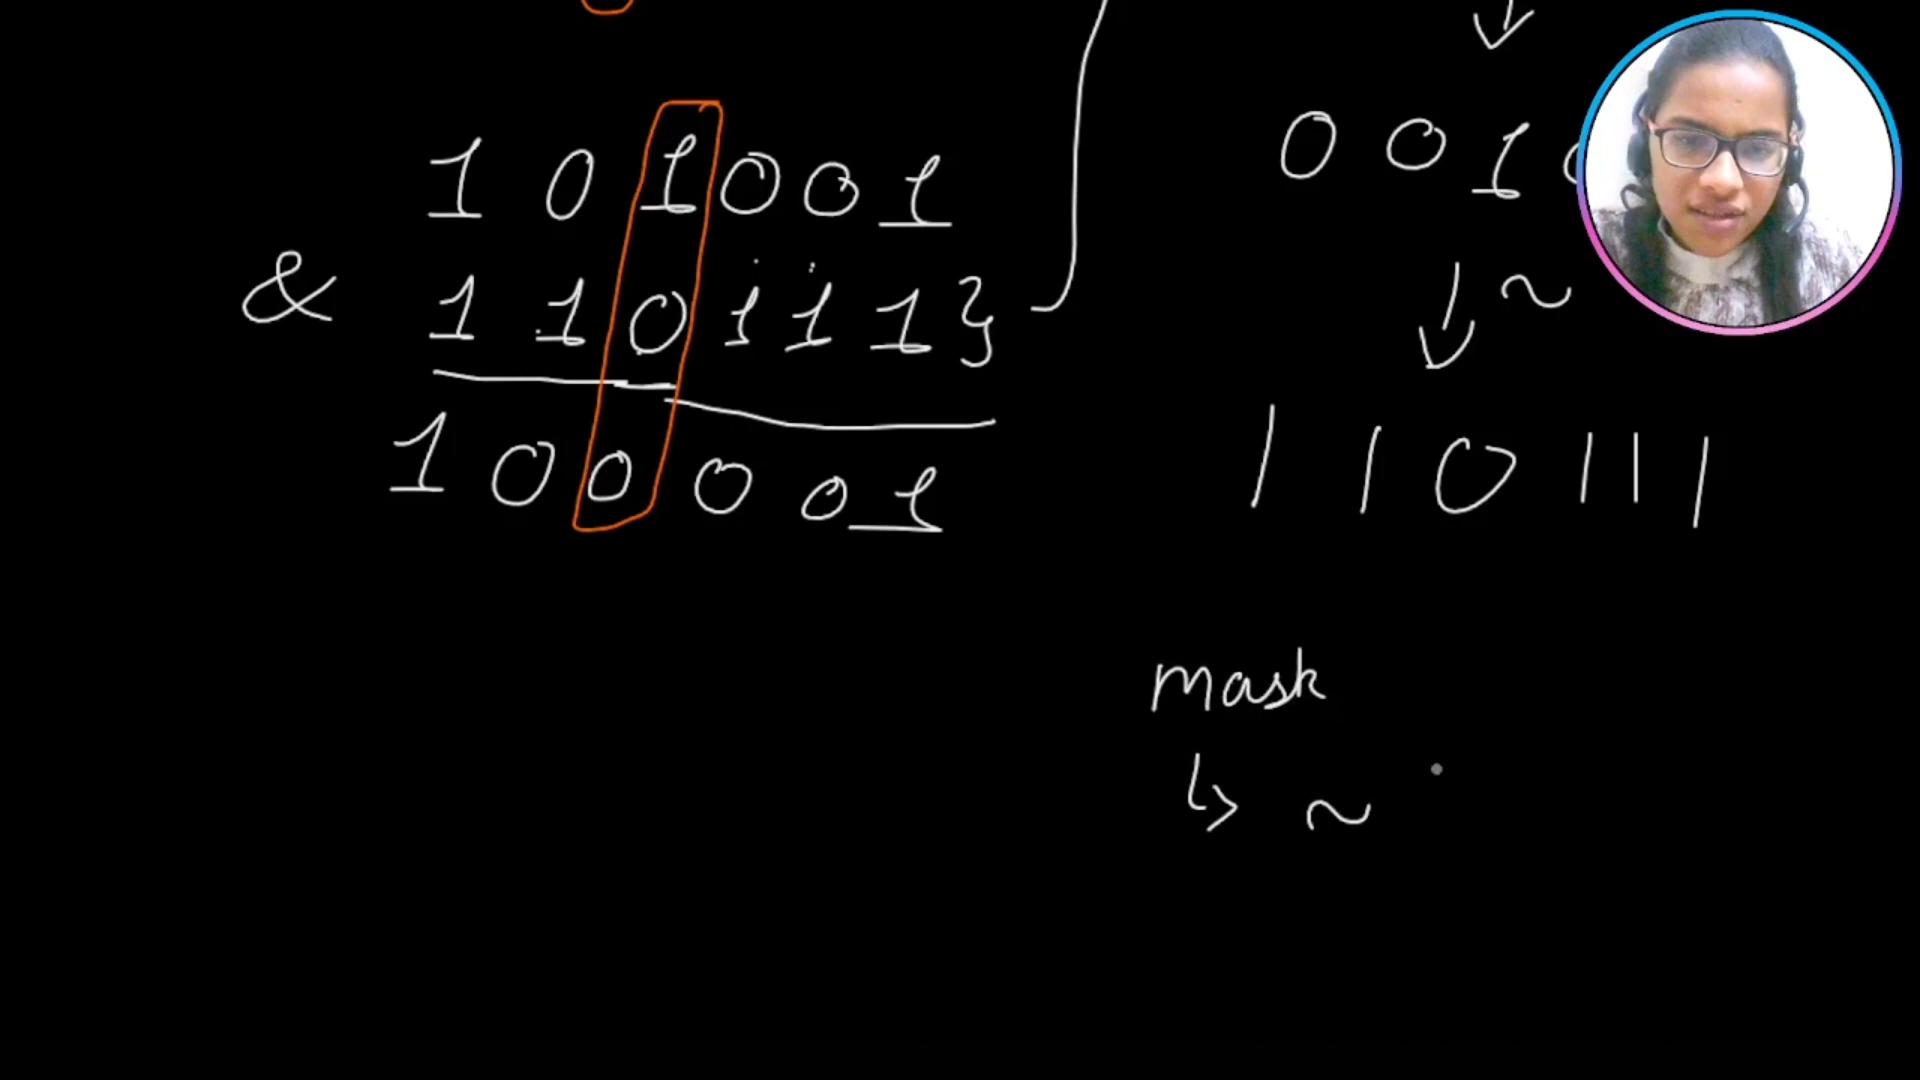 1 0 1 0 0 1
& 1 1 0 1 1 1 }
1 0 0 0 0 1
0 0 1
~
1 1 0 1 1 1
mask
↳ ~